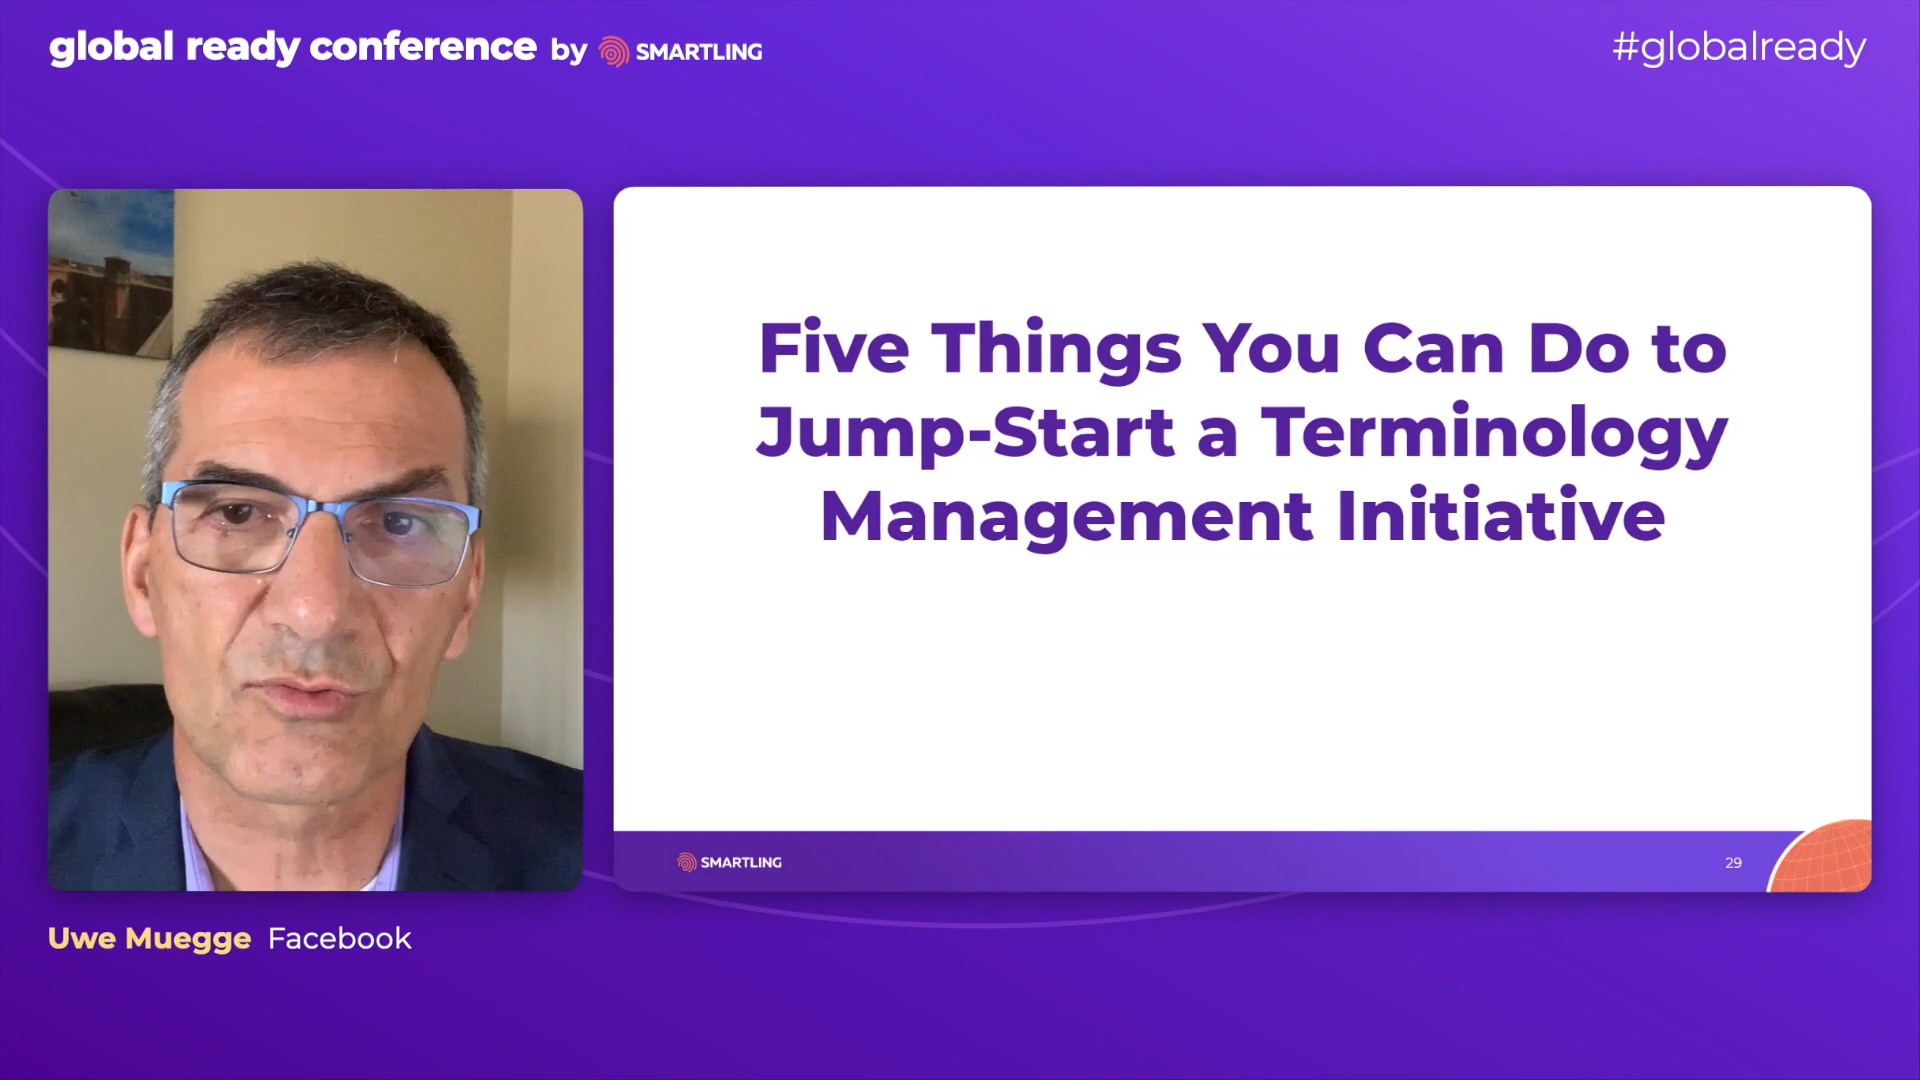 global ready conference by SMARTLING
#globalready
Five Things You Can Do to
Jump-Start a Terminology
Management Initiative
SMARTLING
29
Uwe Muegge Facebook